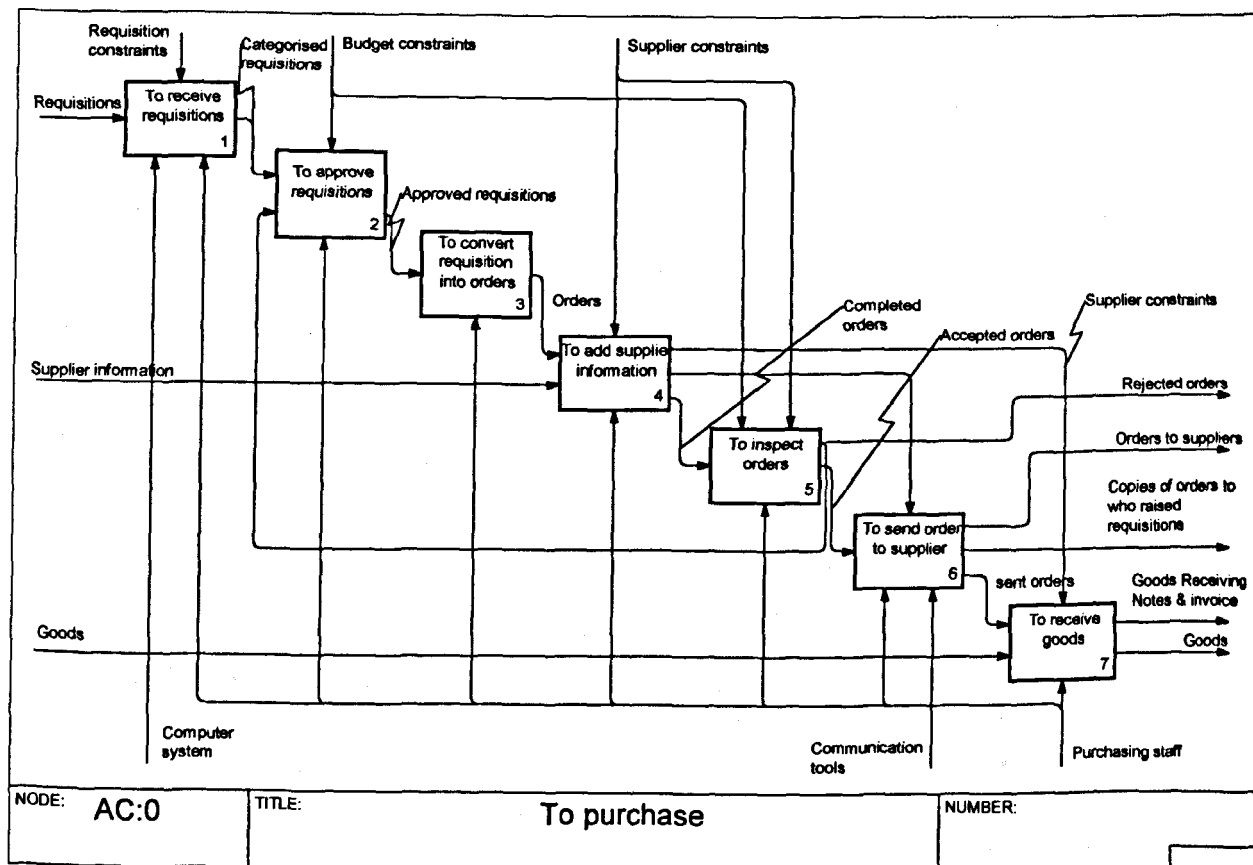 Requisition
constraints
Categorised
requisitions
Budget constraints
Supplier constraints
Requisitions
To receive
requisitions
1
To approve
requisitions
2
Approved requisitions
To convert
requisition
into orders
3
Orders
Completed
orders
Supplier constraints
Accepted orders
To add supplier
information
4
Supplier information
Rejected orders
To inspect
orders
5
Orders to suppliers
Copies of orders to
who raised
requisitions
To send order
to supplier
6
sent orders
Goods Receiving
Notes & invoice
Goods
To receive
goods
7
Goods
Computer
system
Communication
tools
Purchasing staff
NODE:
AC:0
TITLE:
To purchase
NUMBER: